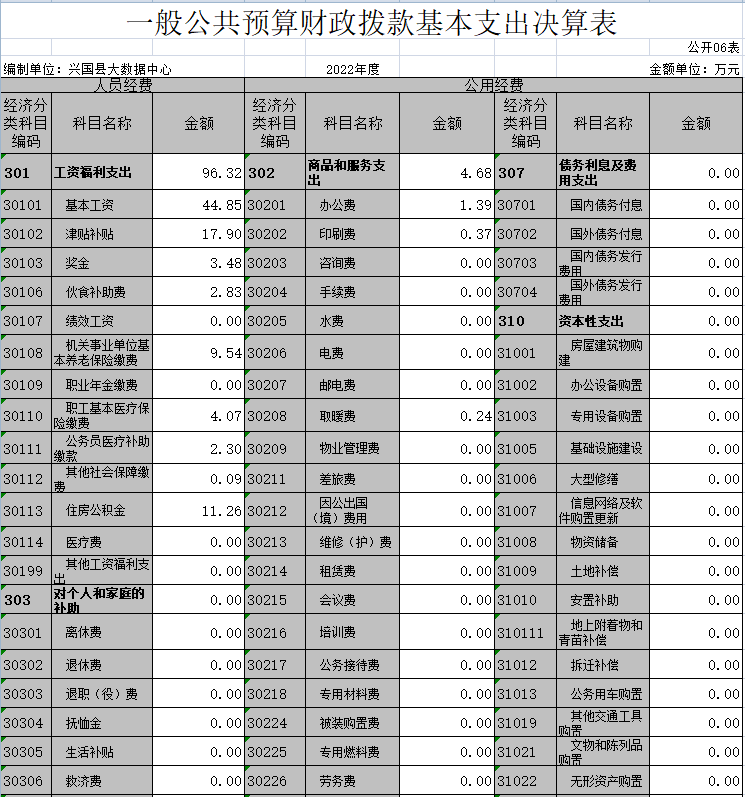 一般公共预算财政拨款基本支出决算表
公开06表
编制单位：兴国县大数据中心 2022年度 金额单位：万元
人员经费 公用经费
经济分类科目编码 科目名称 金额 经济分类科目编码 科目名称 金额 经济分类科目编码 科目名称 金额
301 工资福利支出 96.32 302 商品和服务支出 4.68 307 债务利息及费用支出 0.00
30101 基本工资 44.85 30201 办公费 1.39 30701 国内债务付息 0.00
30102 津贴补贴 17.90 30202 印刷费 0.37 30702 国外债务付息 0.00
30103 奖金 3.48 30203 咨询费 0.00 30703 国内债务发行费用 0.00
30106 伙食补助费 2.83 30204 手续费 0.00 30704 国外债务发行费用 0.00
30107 绩效工资 0.00 30205 水费 0.00 310 资本性支出 0.00
30108 机关事业单位基本养老保险缴费 9.54 30206 电费 0.00 31001 房屋建筑物购建 0.00
30109 职业年金缴费 0.00 30207 邮电费 0.00 31002 办公设备购置 0.00
30110 职工基本医疗保险缴费 4.07 30208 取暖费 0.24 31003 专用设备购置 0.00
30111 公务员医疗补助缴款 2.30 30209 物业管理费 0.00 31005 基础设施建设 0.00
30112 其他社会保障缴费 0.09 30211 差旅费 0.00 31006 大型修缮 0.00
30113 住房公积金 11.26 30212 因公出国（境）费用 0.00 31007 信息网络及软件购置更新 0.00
30114 医疗费 0.00 30213 维修（护）费 0.00 31008 物资储备 0.00
30199 其他工资福利支出 0.00 30214 租赁费 0.00 31009 土地补偿 0.00
303 对个人和家庭的补助 0.00 30215 会议费 0.00 31010 安置补助 0.00
30301 离休费 0.00 30216 培训费 0.00 310111 地上附着物和青苗补偿 0.00
30302 退休费 0.00 30217 公务接待费 0.00 31012 拆迁补偿 0.00
30303 退职（役）费 0.00 30218 专用材料费 0.00 31013 公务用车购置 0.00
30304 抚恤金 0.00 30224 被装购置费 0.00 31019 其他交通工具购置 0.00
30305 生活补贴 0.00 30225 专用燃料费 0.00 31021 文物和陈列品购置 0.00
30306 救济费 0.00 30226 劳务费 0.00 31022 无形资产购置 0.00